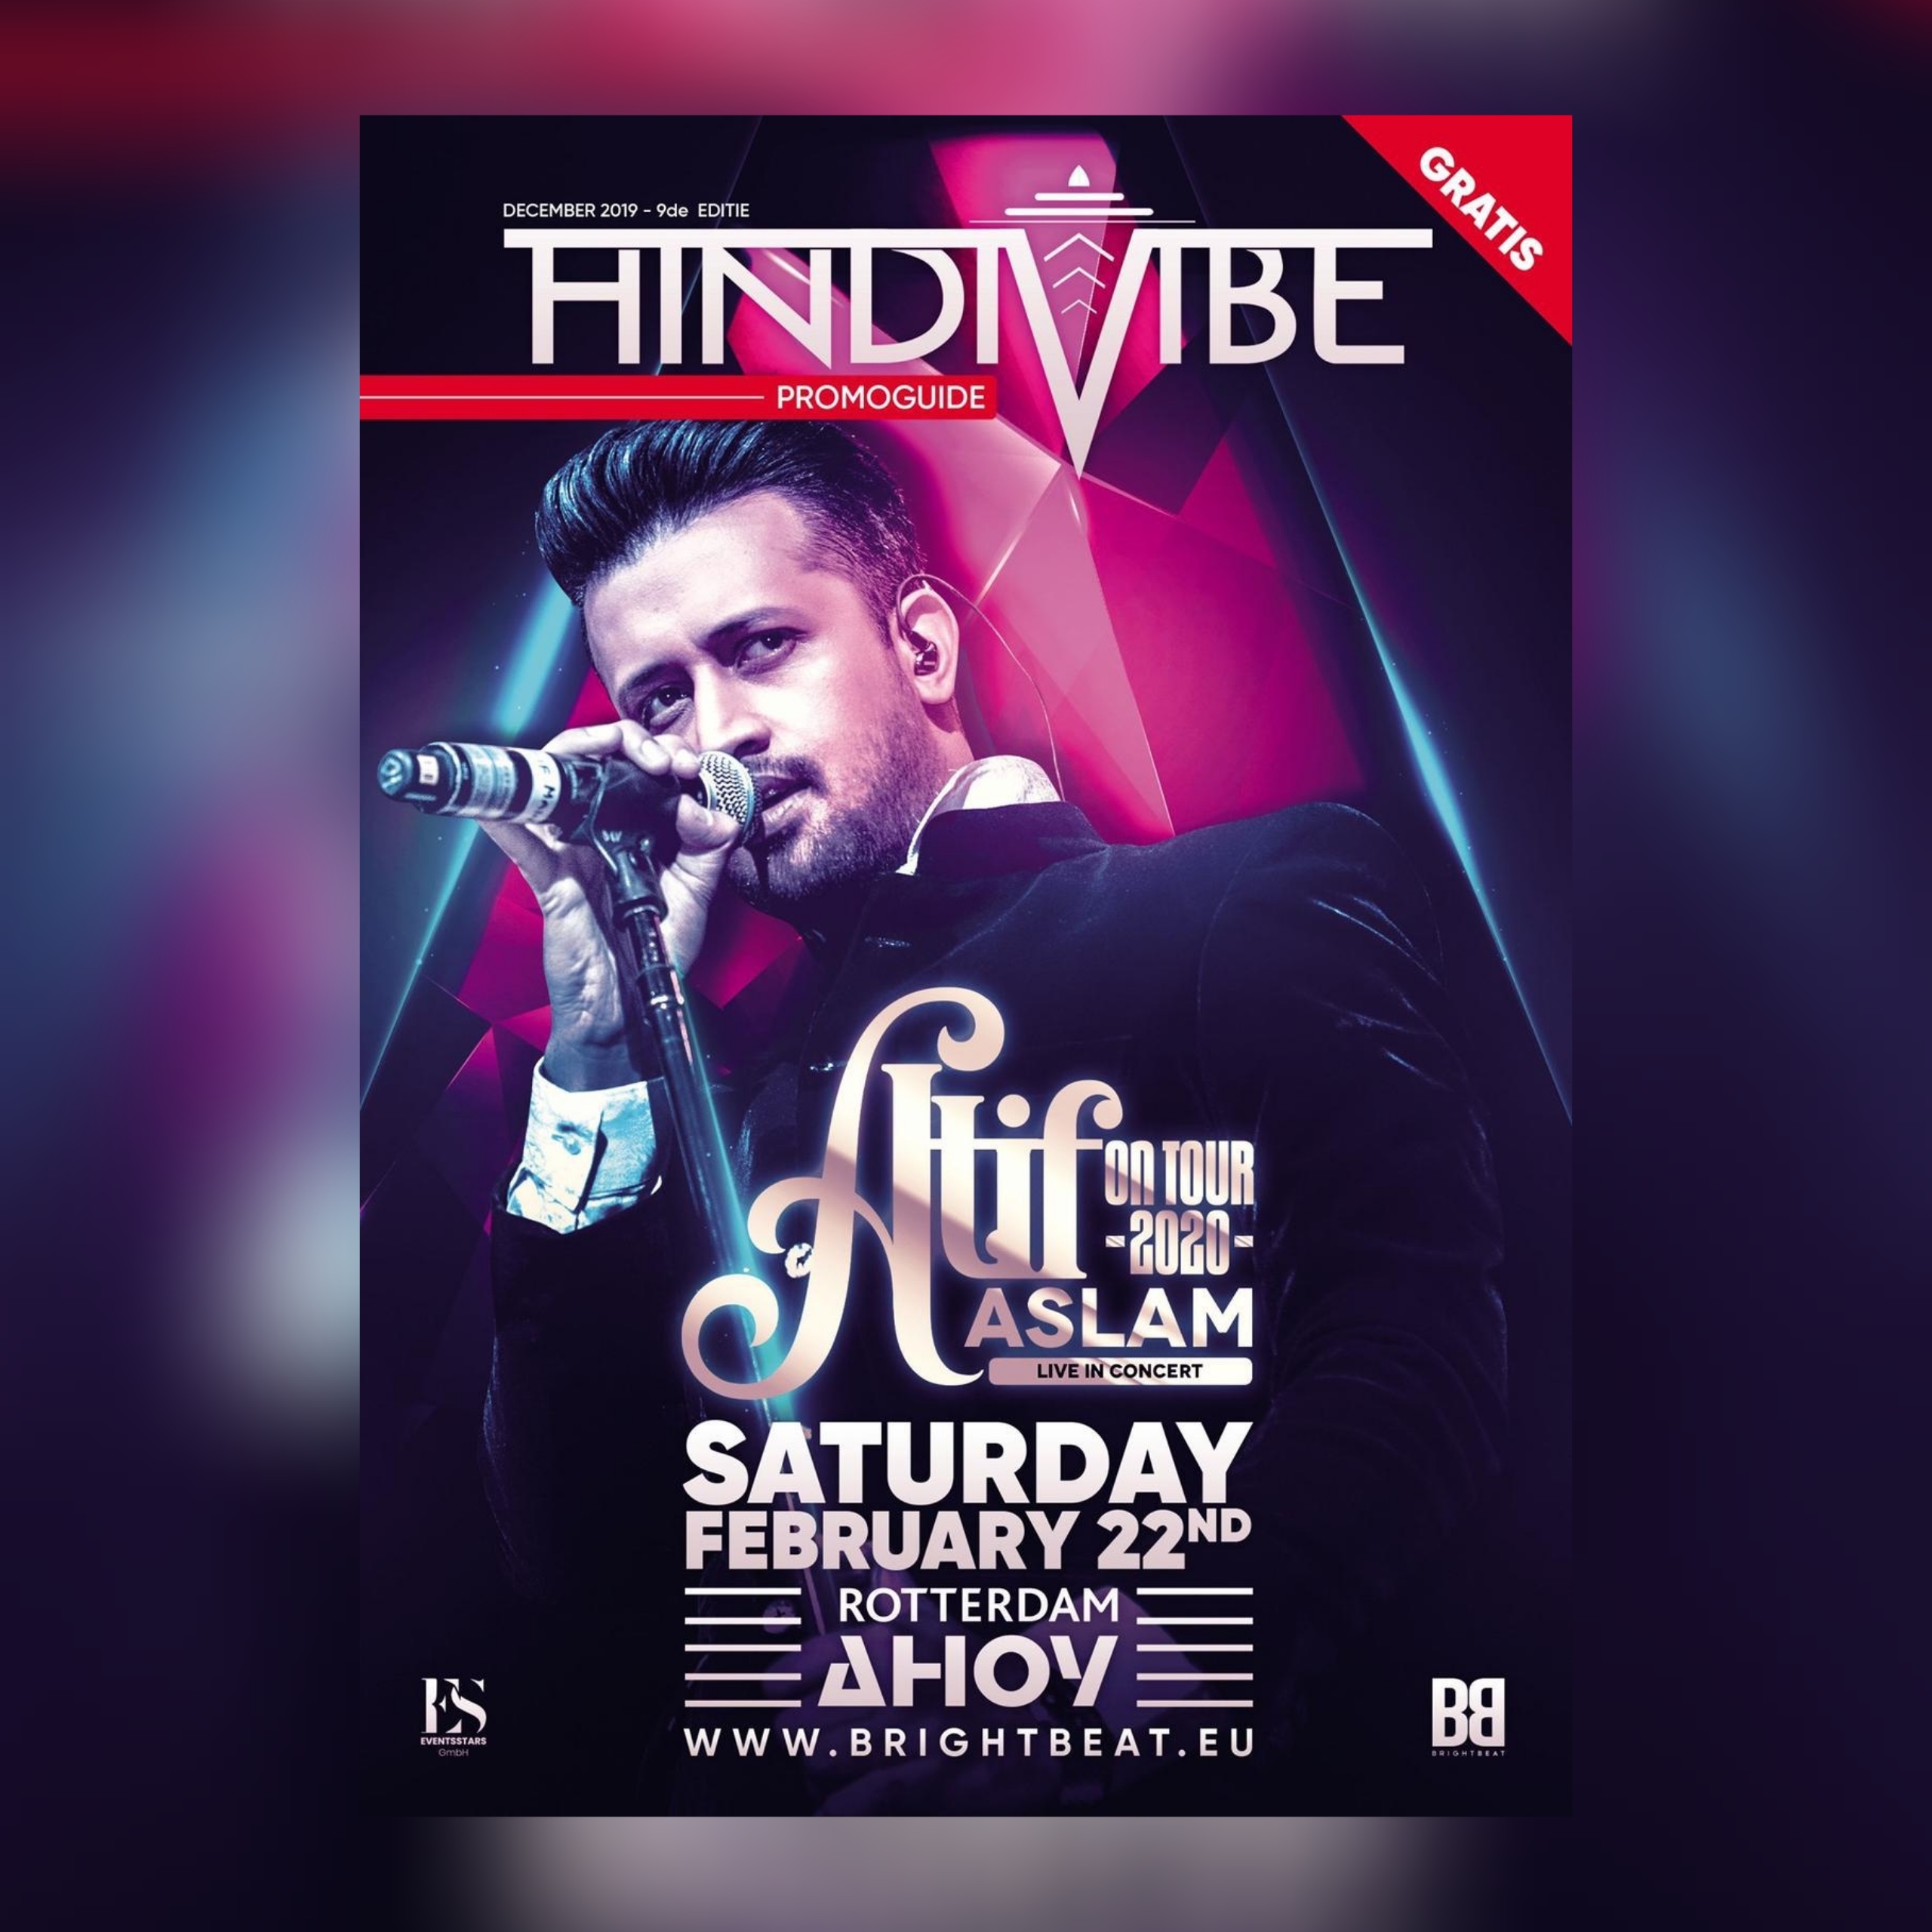 GRATIS
DECEMBER 2019 - 9de EDITIE
HINDIVIBE
PROMOGUIDE
Atif
ON TOUR
-2020-
ASLAM
LIVE IN CONCERT
SATURDAY
FEBRUARY 22ND
ROTTERDAM
AHOY
WWW.BRIGHTBEAT.EU
ES
EVENTSSTARS
GmbH
BB
BRIGHTBEAT